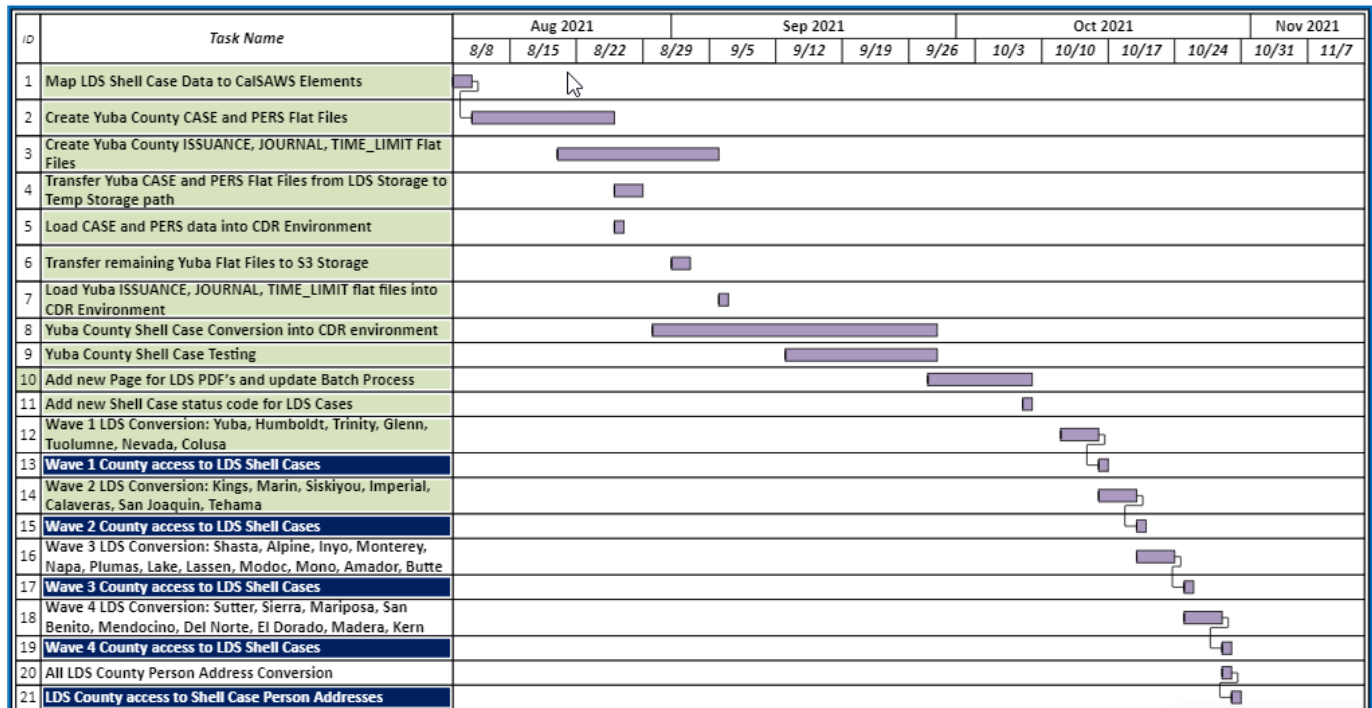 ID
Task Name
Aug 2021
Sep 2021
Oct 2021
Nov 2021
8/8
8/15
8/22
8/29
9/5
9/12
9/19
9/26
10/3
10/10
10/17
10/24
10/31
11/7
1
Map LDS Shell Case Data to CalSAWS Elements
2
Create Yuba County CASE and PERS Flat Files
3
Create Yuba County ISSUANCE, JOURNAL, TIME_LIMIT Flat
Files
4
Transfer Yuba CASE and PERS Flat Files from LDS Storage to
Temp Storage path
5
Load CASE and PERS data into CDR Environment
6
Transfer remaining Yuba Flat Files to S3 Storage
7
Load Yuba ISSUANCE, JOURNAL, TIME_LIMIT flat files into
CDR Environment
8
Yuba County Shell Case Conversion into CDR environment
9
Yuba County Shell Case Testing
10
Add new Page for LDS PDF's and update Batch Process
11
Add new Shell Case status code for LDS Cases
12
Wave 1 LDS Conversion: Yuba, Humboldt, Trinity, Glenn,
Tuolumne, Nevada, Colusa
13
Wave 1 County access to LDS Shell Cases
14
Wave 2 LDS Conversion: Kings, Marin, Siskiyou, Imperial,
Calaveras, San Joaquin, Tehama
15
Wave 2 County access to LDS Shell Cases
16
Wave 3 LDS Conversion: Shasta, Alpine, Inyo, Monterey,
Napa, Plumas, Lake, Lassen, Modoc, Mono, Amador, Butte
17
Wave 3 County access to LDS Shell Cases
18
Wave 4 LDS Conversion: Sutter, Sierra, Mariposa, San
Benito, Mendocino, Del Norte, El Dorado, Madera, Kern
19
Wave 4 County access to LDS Shell Cases
20
All LDS County Person Address Conversion
21
LDS County access to Shell Case Person Addresses